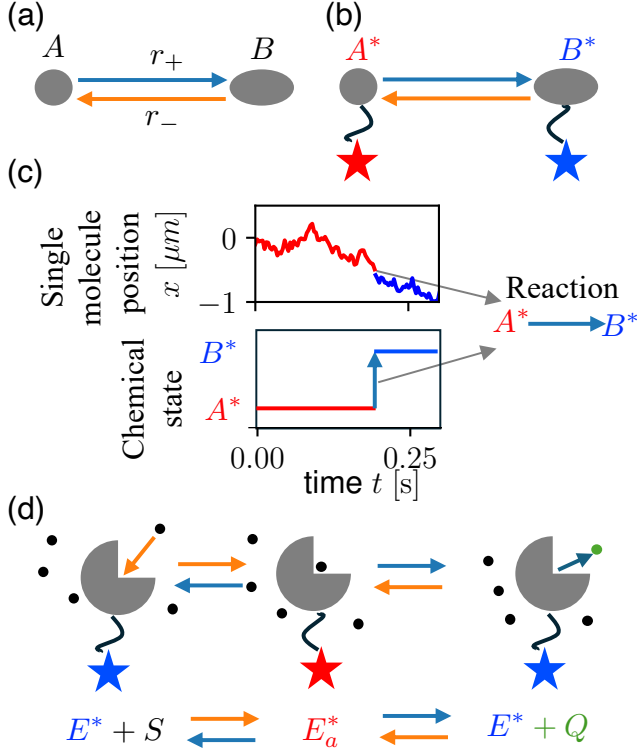 (a)
A
B
r₊
r₋
(b)
A*
B*
(c)
Single
molecule
position
x [μm]
0
−1
Reaction
A*
B*
Chemical
state
B*
A*
0.00
0.25
time t [s]
(d)
E* + S
E*ₐ
E* + Q